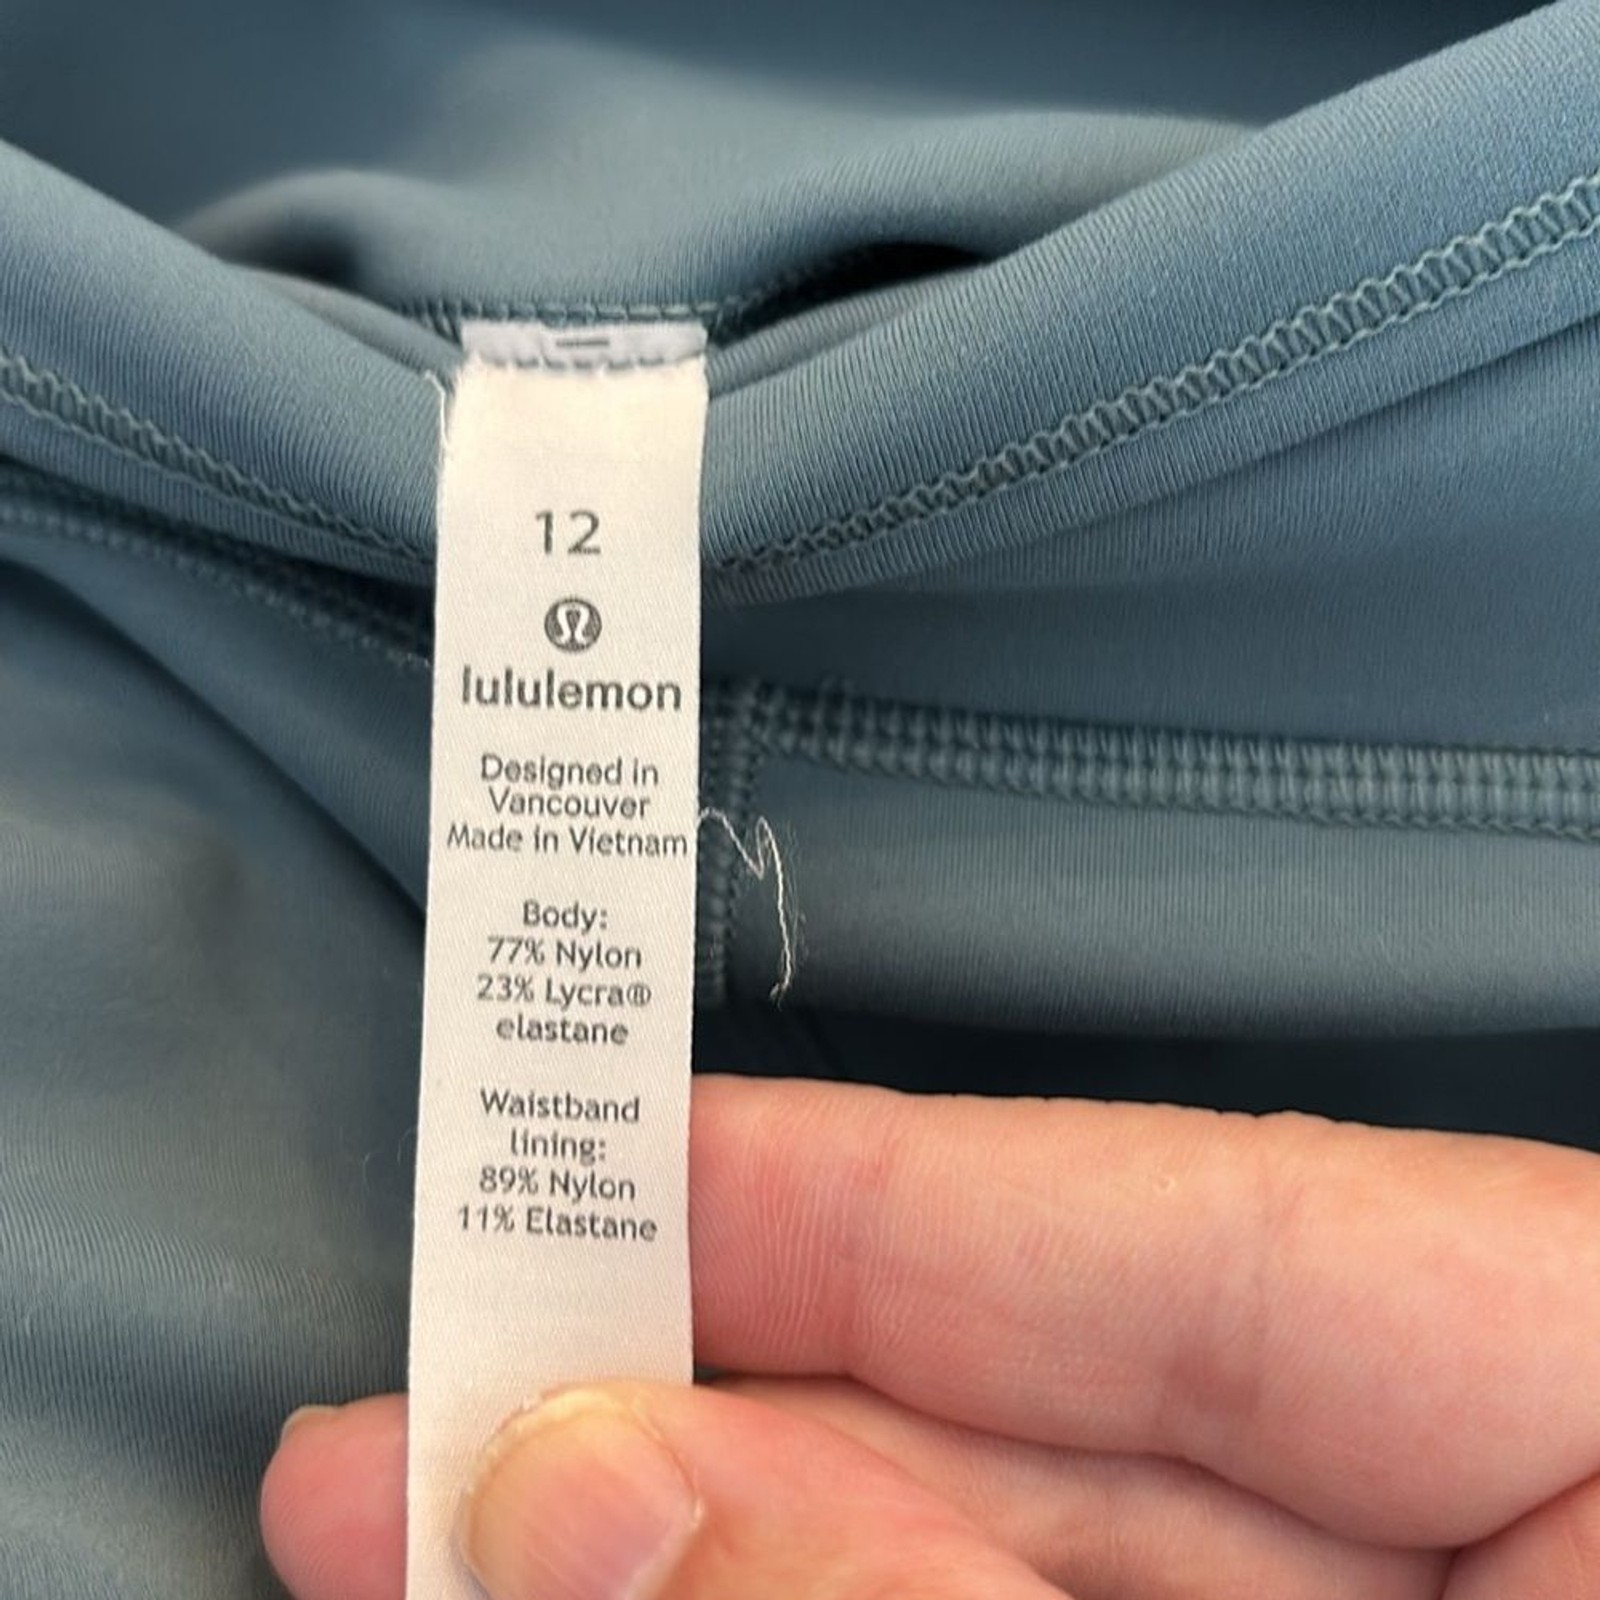 12
lululemon
Designed in
Vancouver
Made in Vietnam
Body:
77% Nylon
23% Lycra®
elastane
Waistband
lining:
89% Nylon
11% Elastane